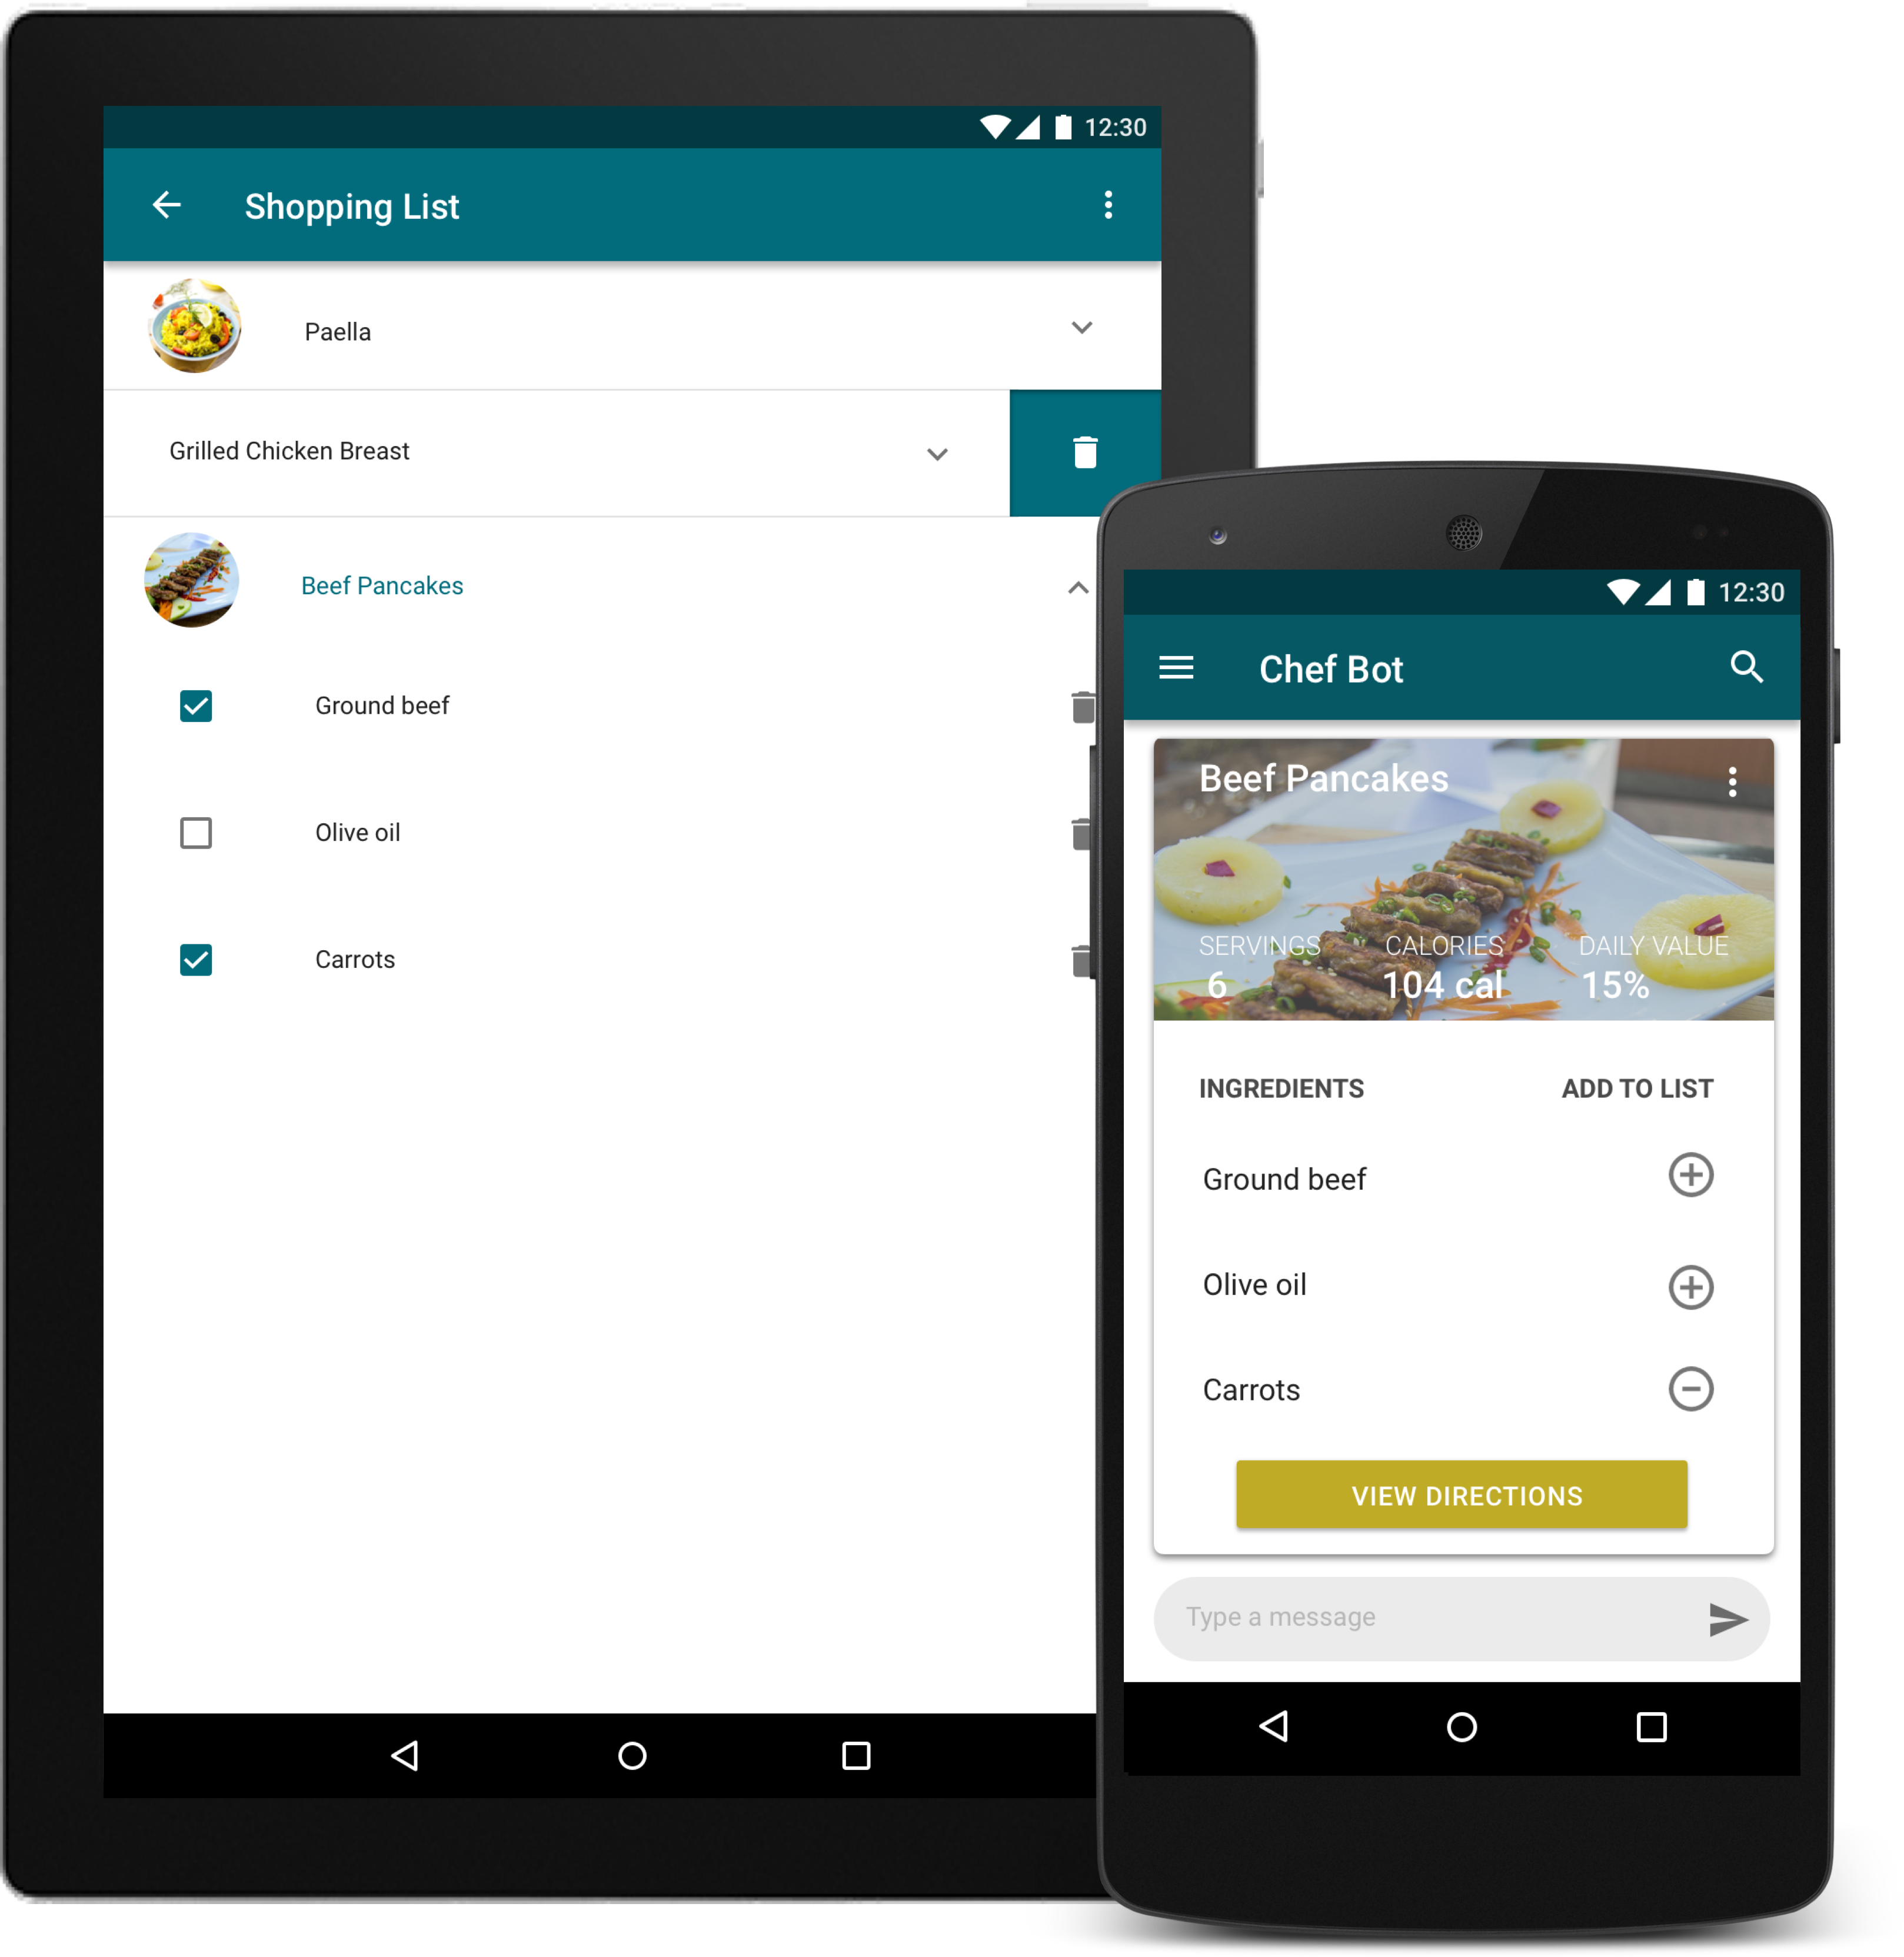 12:30
Shopping List
Paella
Grilled Chicken Breast
Beef Pancakes
Ground beef
Olive oil
Carrots
12:30
Chef Bot
Beef Pancakes
SERVINGS CALORIES DAILY VALUE
6 104 cal 15%
INGREDIENTS ADD TO LIST
Ground beef
Olive oil
Carrots
VIEW DIRECTIONS
Type a message